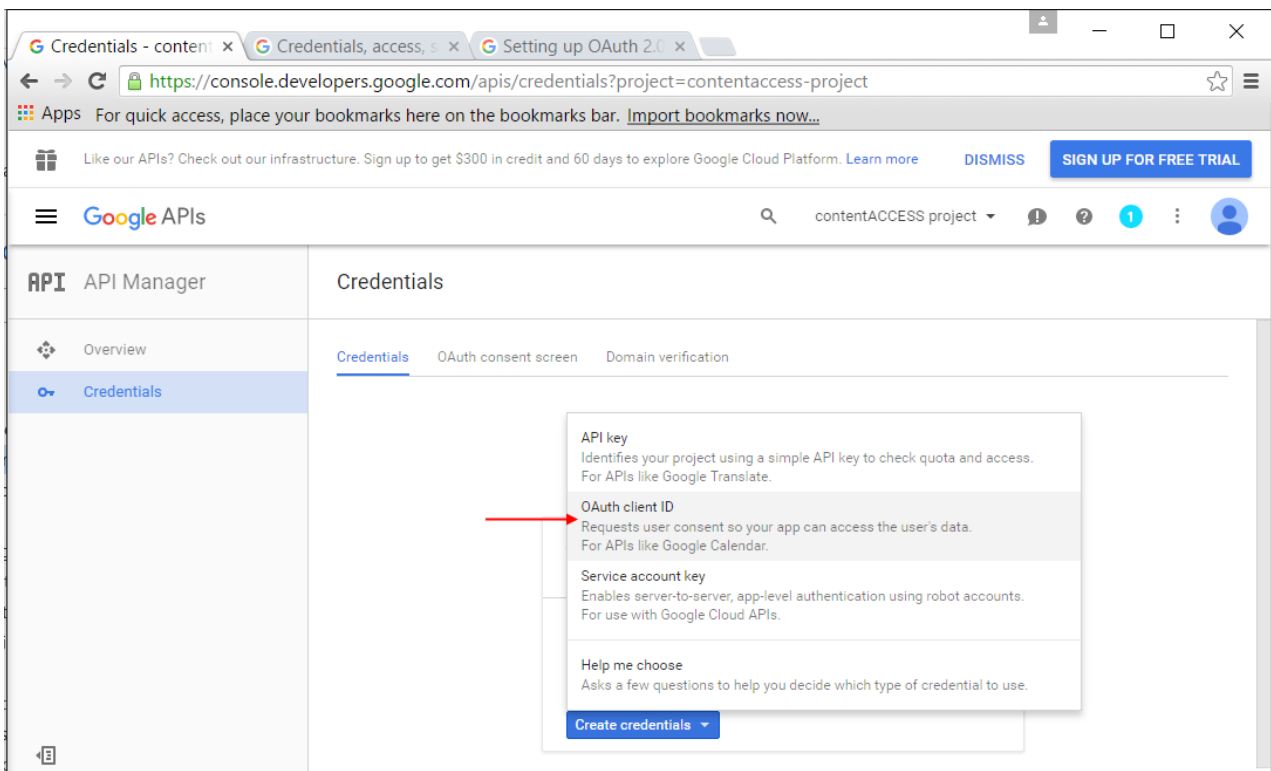 Credentials - content
Credentials, access, s
Setting up OAuth 2.0
https://console.developers.google.com/apis/credentials?project=contentaccess-project
Apps For quick access, place your bookmarks here on the bookmarks bar. Import bookmarks now...
Like our APIs? Check out our infrastructure. Sign up to get $300 in credit and 60 days to explore Google Cloud Platform. Learn more DISMISS SIGN UP FOR FREE TRIAL
Google APIs contentACCESS project 1
API API Manager
Credentials
Overview
Credentials
Credentials OAuth consent screen Domain verification
API key
Identifies your project using a simple API key to check quota and access.
For APIs like Google Translate.
OAuth client ID
Requests user consent so your app can access the user's data.
For APIs like Google Calendar.
Service account key
Enables server-to-server, app-level authentication using robot accounts.
For use with Google Cloud APIs.
Help me choose
Asks a few questions to help you decide which type of credential to use.
Create credentials